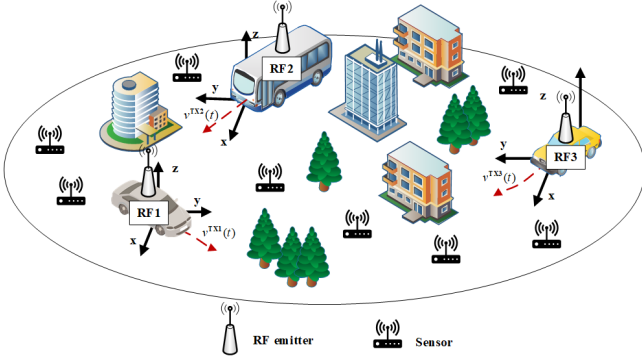 z
RF2
y
v^TX2(t)
x
z
RF3
y
v^TX3(t)
x
z
RF1
y
v^TX1(t)
x
RF emitter
Sensor